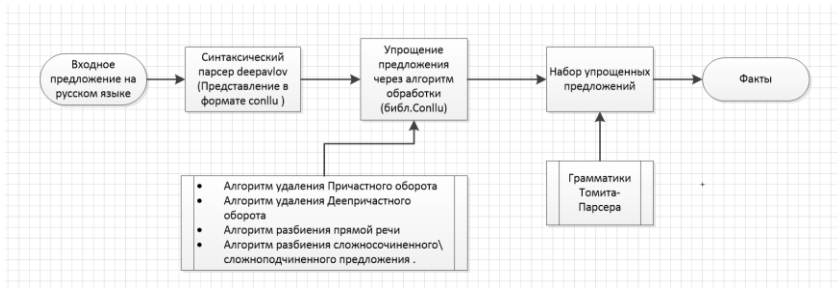 Входное
предложение на
русском языке
Синтаксический
парсер deepavlov
(Представление в
формате conllu )
Упрощение
предложения
через алгоритм
обработки
(библ.Conllu)
Набор упрощенных
предложений
Факты
• Алгоритм удаления Причастного оборота
• Алгоритм удаления Деепричастного
оборота
• Алгоритм разбиения прямой речи
• Алгоритм разбиения сложносочиненного\
сложноподчиненного предложения .
Грамматики
Томита-
Парсера